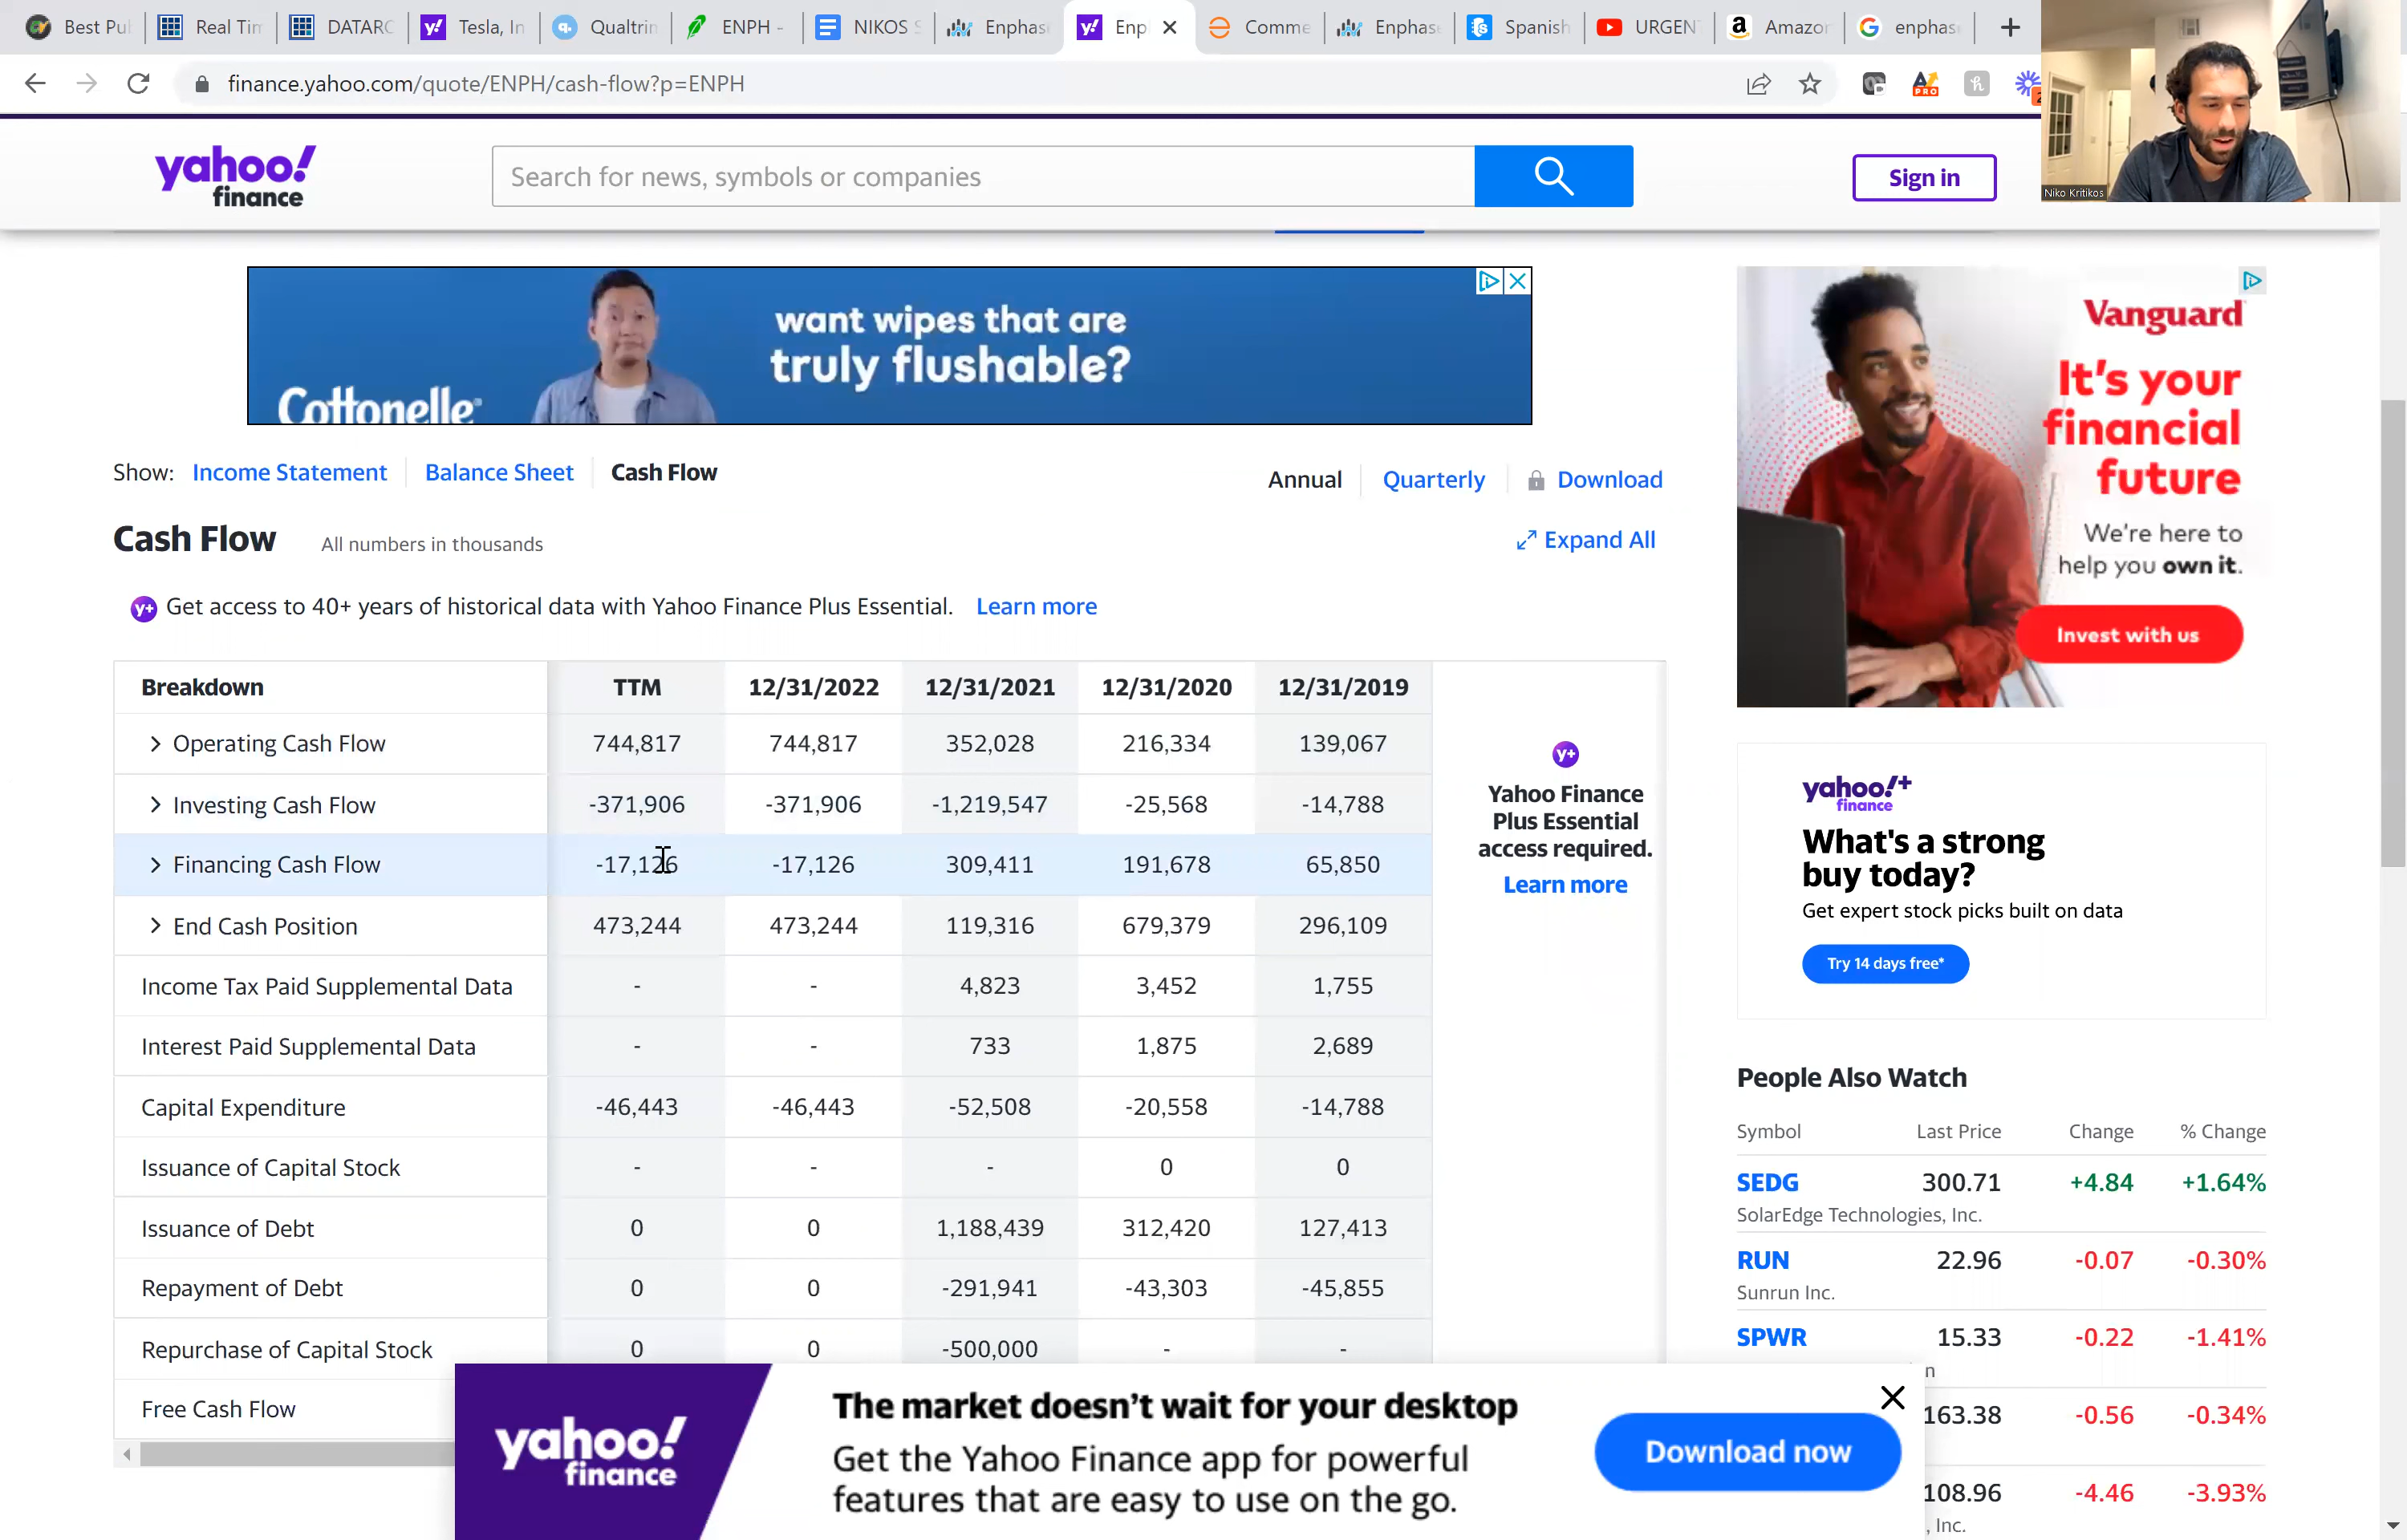 Best Pu
Real Tim
DATARO
Tesla, In
Qualtrin
ENPH -
NIKOS S
Enphase
Enp
Comme
Enphase
Spanish
URGENT
Amazon
enphas
finance.yahoo.com/quote/ENPH/cash-flow?p=ENPH
PRO
Niko Kritikos
yahoo!
finance
Search for news, symbols or companies
Sign in
want wipes that are
truly flushable?
Cottonelle
Vanguard
It's your
financial
future
We're here to
help you own it.
Invest with us
Show: Income Statement Balance Sheet Cash Flow
Annual Quarterly Download
Cash Flow All numbers in thousands
Expand All
y+ Get access to 40+ years of historical data with Yahoo Finance Plus Essential. Learn more
Breakdown TTM 12/31/2022 12/31/2021 12/31/2020 12/31/2019
Operating Cash Flow 744,817 744,817 352,028 216,334 139,067
Investing Cash Flow -371,906 -371,906 -1,219,547 -25,568 -14,788
Financing Cash Flow -17,126 -17,126 309,411 191,678 65,850
End Cash Position 473,244 473,244 119,316 679,379 296,109
Income Tax Paid Supplemental Data - - 4,823 3,452 1,755
Interest Paid Supplemental Data - - 733 1,875 2,689
Capital Expenditure -46,443 -46,443 -52,508 -20,558 -14,788
Issuance of Capital Stock - - - 0 0
Issuance of Debt 0 0 1,188,439 312,420 127,413
Repayment of Debt 0 0 -291,941 -43,303 -45,855
Repurchase of Capital Stock 0 0 -500,000 - -
Free Cash Flow
y+
Yahoo Finance
Plus Essential
access required.
Learn more
yahoo!+
finance
What's a strong
buy today?
Get expert stock picks built on data
Try 14 days free*
People Also Watch
Symbol Last Price Change % Change
SEDG 300.71 +4.84 +1.64%
SolarEdge Technologies, Inc.
RUN 22.96 -0.07 -0.30%
Sunrun Inc.
SPWR 15.33 -0.22 -1.41%
n
163.38 -0.56 -0.34%
108.96 -4.46 -3.93%
, Inc.
yahoo!
finance
The market doesn't wait for your desktop
Get the Yahoo Finance app for powerful
features that are easy to use on the go.
Download now